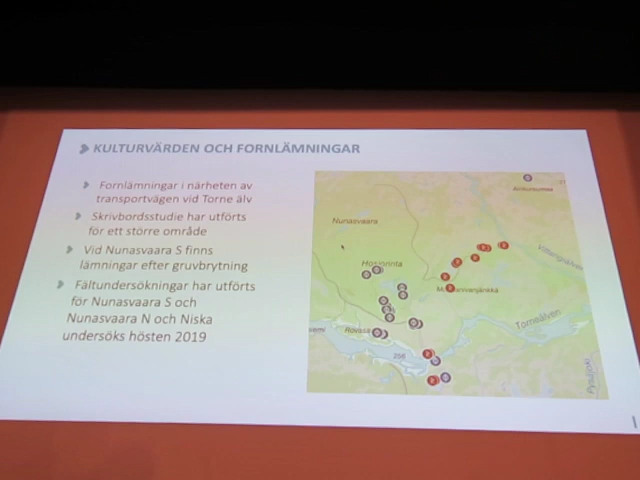 KULTURVÄRDEN OCH FORNLÄMNINGAR
Fornlämningar i närheten av
transportvägen vid Torne älv
Skrivbordsstudie har utförts
för ett större område
Vid Nunasvaara S finns
lämningar efter gruvbrytning
Fältundersökningar har utförts
för Nunasvaara S och
Nunasvaara N och Niska
undersöks hösten 2019
Nunasvaara
Torneälven
256